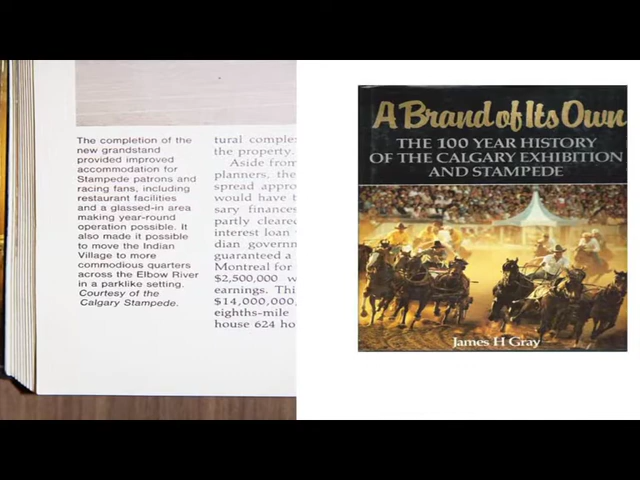 The completion of the
new grandstand
provided improved
accommodation for
Stampede patrons and
racing fans, including
restaurant facilities
and a glassed-in area
making year-round
operation possible. It
also made it possible
to move the Indian
Village to more
commodious quarters
across the Elbow River
in a parklike setting.
Courtesy of the
Calgary Stampede.
tural comple
the property.
Aside from
planners, the
spread appro
would have t
sary finances
partly cleared
interest loan
dian governm
guaranteed a
Montreal for
$2,500,000 w
earnings. Thi
$14,000,000,
eighths-mile
house 624 ho
A Brand of Its Own
THE 100 YEAR HISTORY
OF THE CALGARY EXHIBITION
AND STAMPEDE
James H Gray